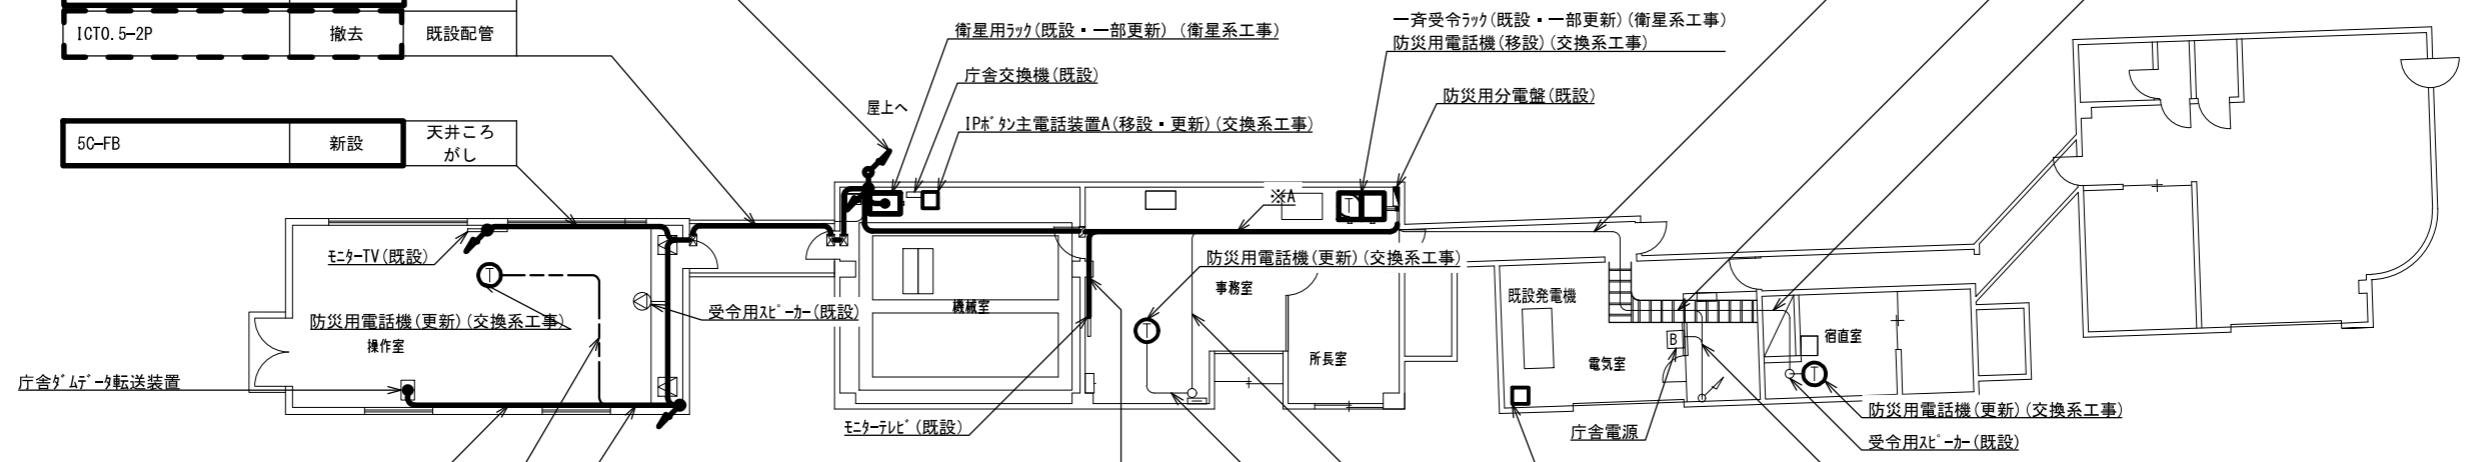 ICT0.5-2P 撤去 既設配管
5C-FB 新設 天井ころ
がし
衛星用ラック(既設・一部更新) (衛星系工事)
庁舎交換機(既設)
屋上へ
IPボタン主電話装置A(移設・更新)(交換系工事)
一斉受令ラック(既設・一部更新)(衛星系工事)
防災用電話機(移設)(交換系工事)
防災用分電盤(既設)
※A
T
モニターTV(既設)
T
防災用電話機(更新)(交換系工事)
操作室
受令用スピーカー(既設)
庁舎ダムデータ転送装置
機械室
防災用電話機(更新)(交換系工事)
事務室
T
所長室
モニターテレビ(既設)
既設発電機
電気室
B
宿直室
T
庁舎電源
防災用電話機(更新)(交換系工事)
受令用スピーカー(既設)